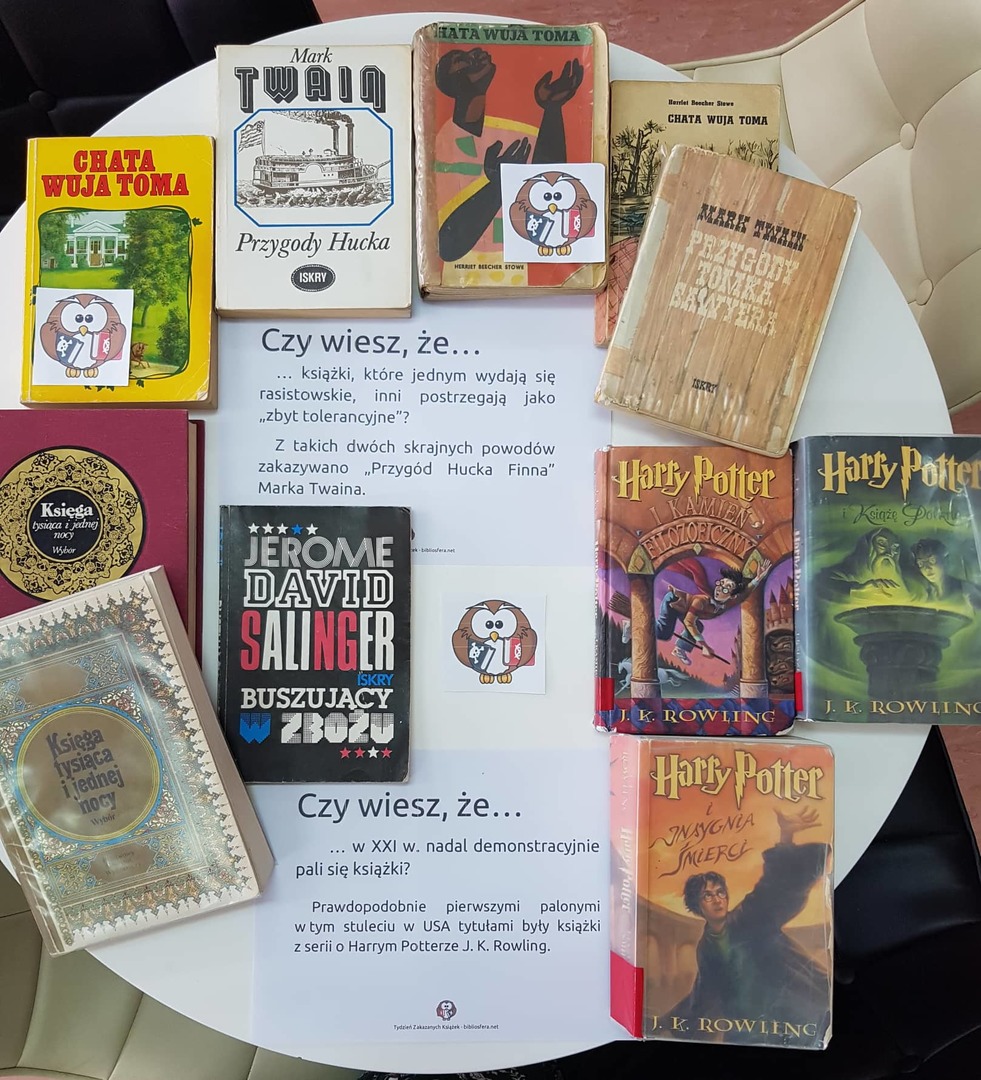 CHATA
WUJA TOMA
Mark
TWAIN
Przygody Hucka
ISKRY
CHATA WUJA TOMA
HARRIET BEECHER STOWE
Harriet Beecher Stowe
CHATA WUJA TOMA
MARK TWAIN
PRZYGODY
TOMKA
SAWYERA
ISKRY
Czy wiesz, że...
... książki, które jednym wydają się
rasistowskie, inni postrzegają jako
„zbyt tolerancyjne”?
Z takich dwóch skrajnych powodów
zakazywano „Przygód Hucka Finna”
Marka Twaina.
bibliosfera.net
Księga
tysiąca i jednej
nocy
Wybór
Księga
tysiąca
i jednej
nocy
Wybór
JEROME
DAVID
SALINGER
ISKRY
BUSZUJĄCY
W ZBOŻU
Harry Potter
I KAMIEŃ
FILOZOFICZNY
J. K. ROWLING
Harry Potter
i Książę Półkrwi
J. K. ROWLING
Czy wiesz, że...
... w XXI w. nadal demonstracyjnie
pali się książki?
Prawdopodobnie pierwszymi palonymi
w tym stuleciu w USA tytułami były książki
z serii o Harrym Potterze J. K. Rowling.
Tydzień Zakazanych Książek - bibliosfera.net
Harry Potter
i
INSYGNIA
ŚMIERCI
J. K. ROWLING